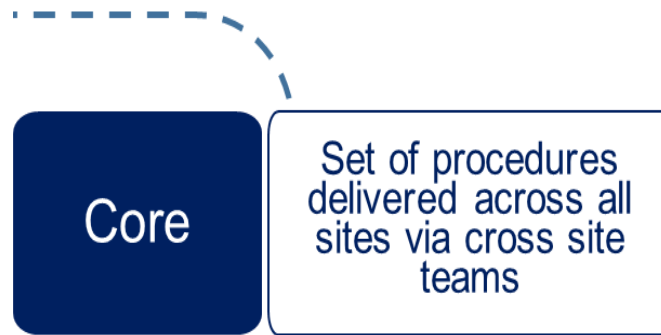 Core
Set of procedures
delivered across all
sites via cross site
teams